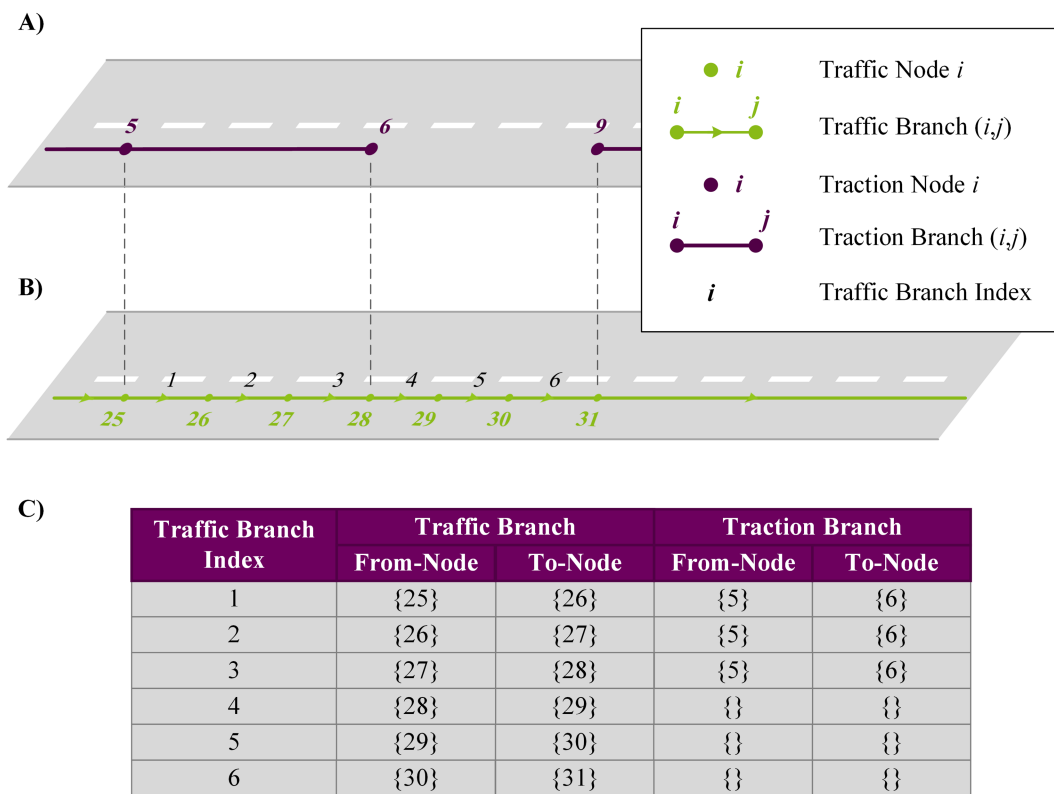 A)
5
6
9
i
Traffic Node i
i
j
Traffic Branch (i,j)
i
Traction Node i
i
j
Traction Branch (i,j)
i
Traffic Branch Index
B)
1 2 3 4 5 6
25 26 27 28 29 30 31
C)
Traffic Branch Index
Traffic Branch
Traction Branch
From-Node To-Node From-Node To-Node
1 {25} {26} {5} {6}
2 {26} {27} {5} {6}
3 {27} {28} {5} {6}
4 {28} {29} {} {}
5 {29} {30} {} {}
6 {30} {31} {} {}